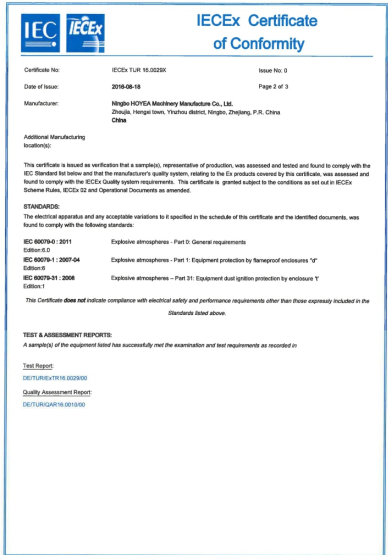 IEC IECEx
IECEx Certificate
of Conformity
Certificate No: IECEx TUR 16.0029X Issue No: 0
Date of Issue: 2016-08-18 Page 2 of 3
Manufacturer: Ningbo HOYEA Machinery Manufacture Co., Ltd.
Zhoujia, Hengxi town, Yinzhou district, Ningbo, Zhejiang, P.R. China
China
Additional Manufacturing
location(s):
This certificate is issued as verification that a sample(s), representative of production, was assessed and tested and found to comply with the
IEC Standard list below and that the manufacturer's quality system, relating to the Ex products covered by this certificate, was assessed and
found to comply with the IECEx Quality system requirements. This certificate is granted subject to the conditions as set out in IECEx
Scheme Rules, IECEx 02 and Operational Documents as amended.
STANDARDS:
The electrical apparatus and any acceptable variations to it specified in the schedule of this certificate and the identified documents, was
found to comply with the following standards:
IEC 60079-0 : 2011 Explosive atmospheres - Part 0: General requirements
Edition:6.0
IEC 60079-1 : 2007-04 Explosive atmospheres - Part 1: Equipment protection by flameproof enclosures "d"
Edition:6
IEC 60079-31 : 2008 Explosive atmospheres – Part 31: Equipment dust ignition protection by enclosure 't'
Edition:1
This Certificate does not indicate compliance with electrical safety and performance requirements other than those expressly included in the
Standards listed above.
TEST & ASSESSMENT REPORTS:
A sample(s) of the equipment listed has successfully met the examination and test requirements as recorded in
Test Report:
DE/TUR/ExTR16.0029/00
Quality Assessment Report:
DE/TUR/QAR16.0010/00